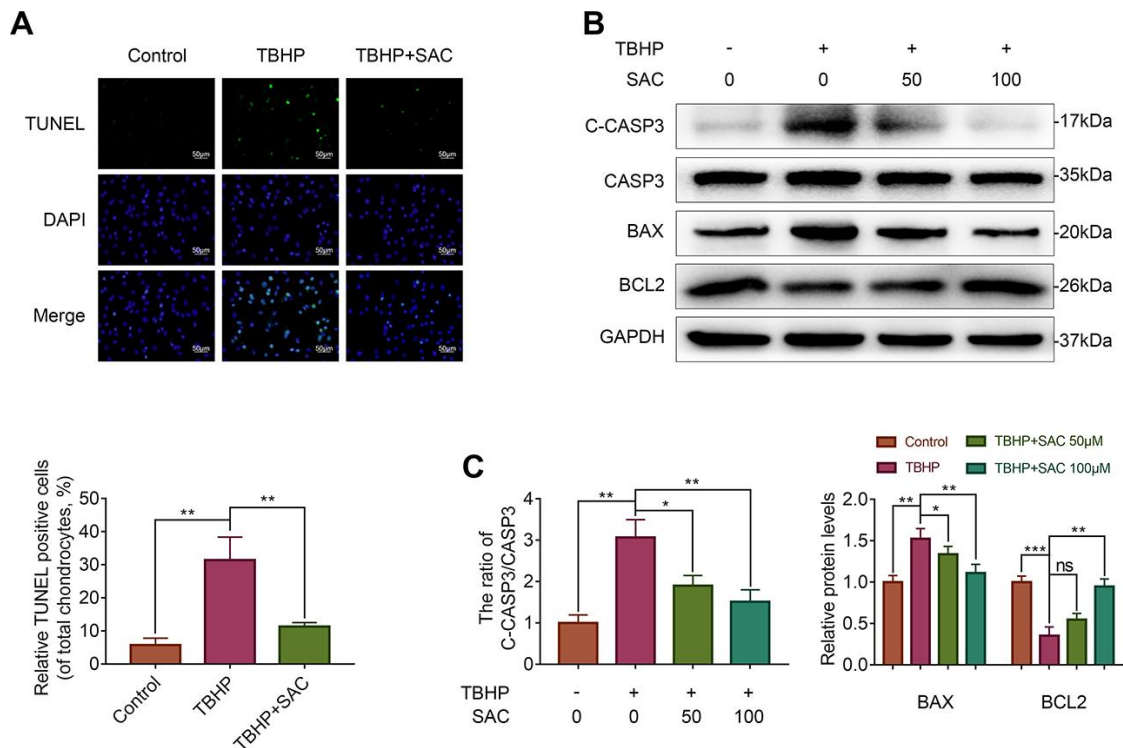 A
Control TBHP TBHP+SAC
TUNEL
50μm 50μm 50μm
DAPI
50μm 50μm 50μm
Merge
50μm 50μm 50μm
Relative TUNEL positive cells
(of total chondrocytes, %)
50
40
30
20
10
0
** **
Control TBHP TBHP+SAC
B
TBHP - + + +
SAC 0 0 50 100
C-CASP3 -17kDa
CASP3 -35kDa
BAX -20kDa
BCL2 -26kDa
GAPDH -37kDa
C
The ratio of
C-CASP3/CASP3
4
3
2
1
0
** * **
TBHP - + + +
SAC 0 0 50 100
Control TBHP+SAC 50μM
TBHP TBHP+SAC 100μM
Relative protein levels
2.0
1.5
1.0
0.5
0.0
** * **
*** ns **
BAX BCL2